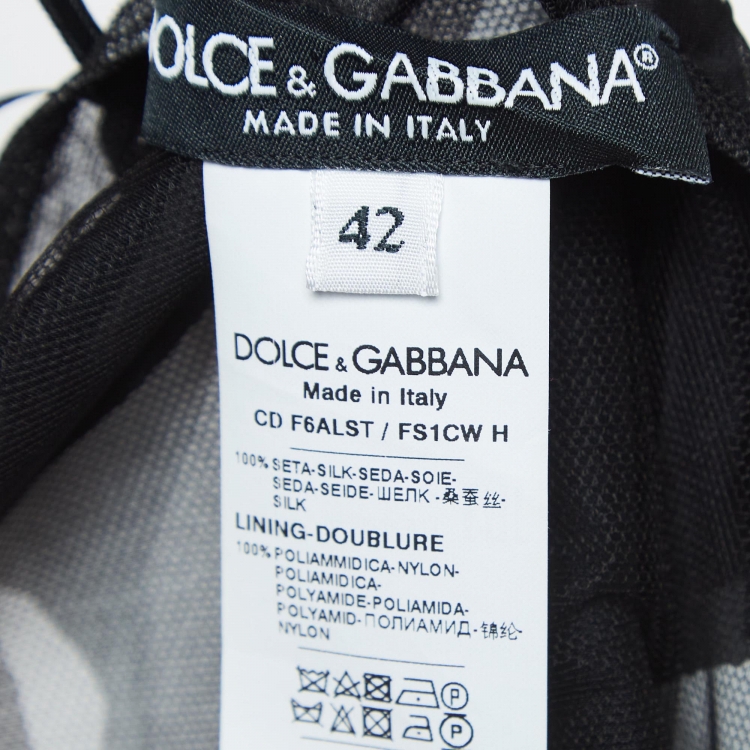 DOLCE & GABBANA®
MADE IN ITALY
42
DOLCE & GABBANA
Made in Italy
CD F6ALST / FS1CW H
100% SETA-SILK-SEDA-SOIE-
SEDA-SEIDE-ШЕЛК -桑蚕丝-
SILK
LINING-DOUBLURE
100% POLIAMMIDICA-NYLON-
POLIAMIDICA-
POLYAMIDE-POLIAMIDA-
POLYAMID-ПОЛИАМИД-锦纶-
NYLON
P
P